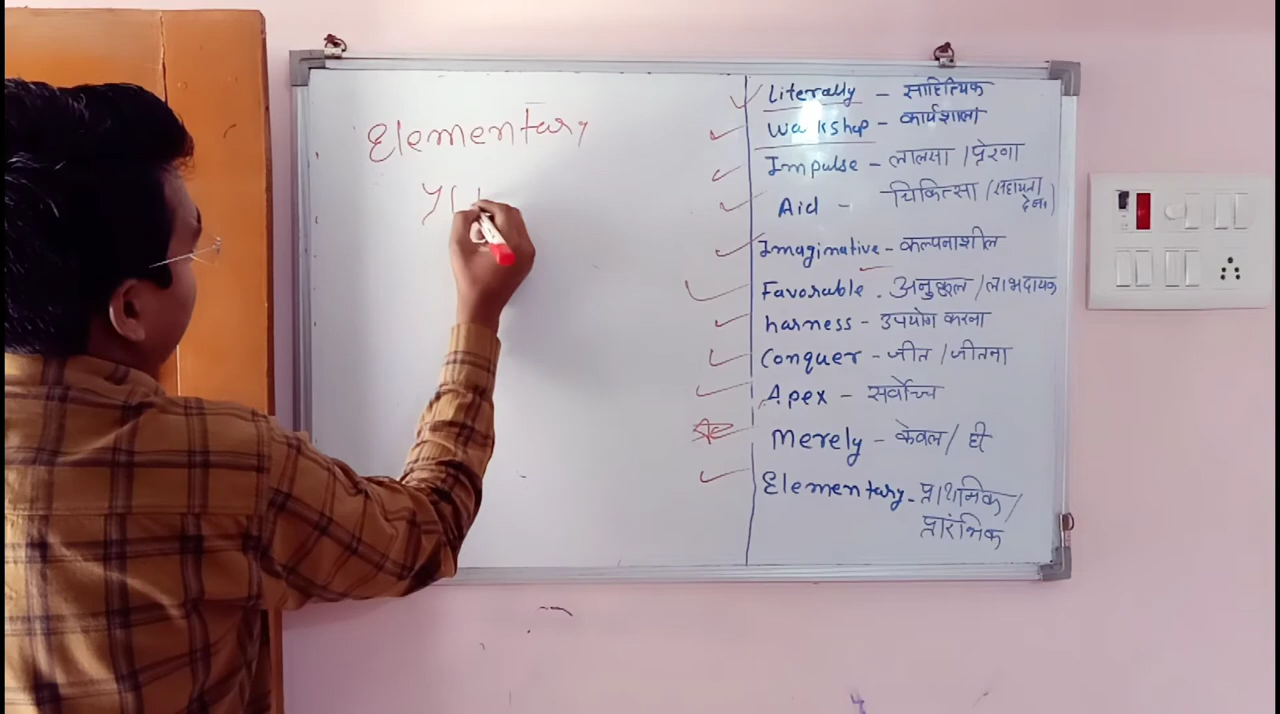 Elementary
Literally - साहित्यिक
Workshop - कार्यशाला
Impulse - लालसा / प्रेरणा
Aid - चिकित्सा (सहायता देना)
Imaginative - कल्पनाशील
Favorable - अनुकूल / लाभदायक
harness - उपयोग करना
Conquer - जीत / जीतना
Apex - सर्वोच्च
Merely - केवल / ही
Elementary - प्राथमिक /
प्रारंभिक